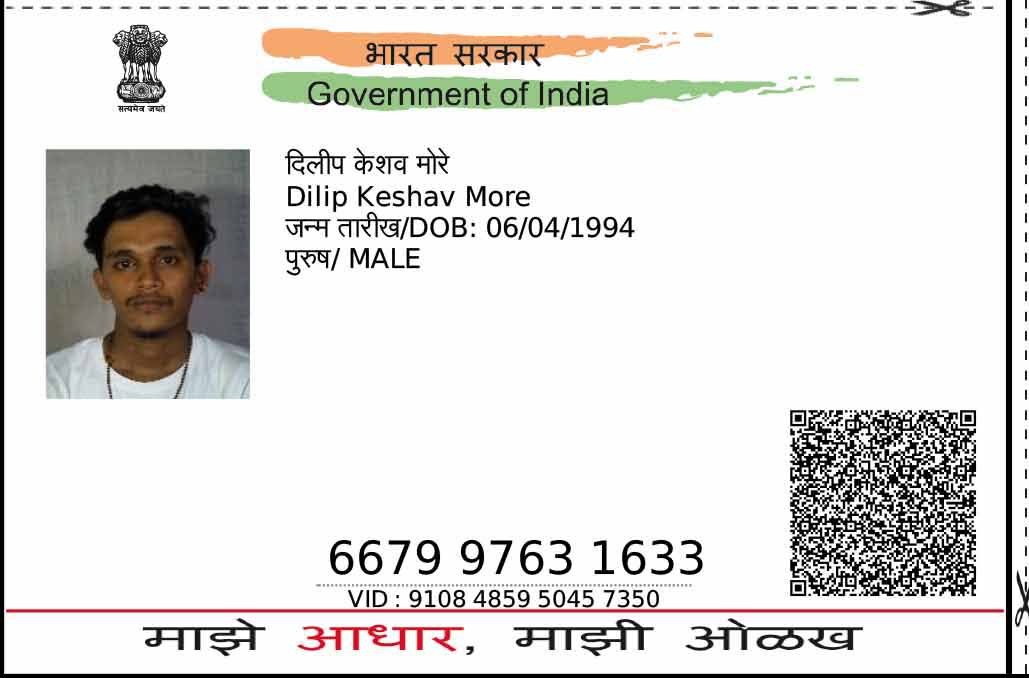 भारत सरकार
Government of India
सत्यमेव जयते
दिलीप केशव मोरे
Dilip Keshav More
जन्म तारीख/DOB: 06/04/1994
पुरुष/ MALE
6679 9763 1633
VID : 9108 4859 5045 7350
माझे आधार, माझी ओळख